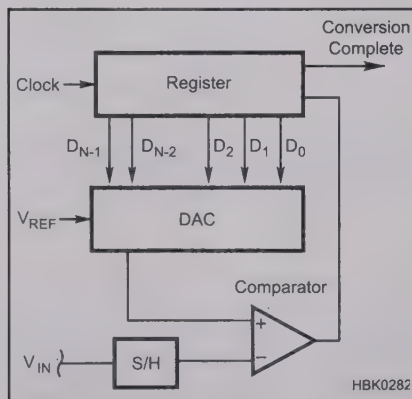 Conversion
Complete
Clock
Register
D_{N-1} D_{N-2} D_2 D_1 D_0
V_{REF}
DAC
Comparator
+
−
V_{IN}
S/H
HBK0282